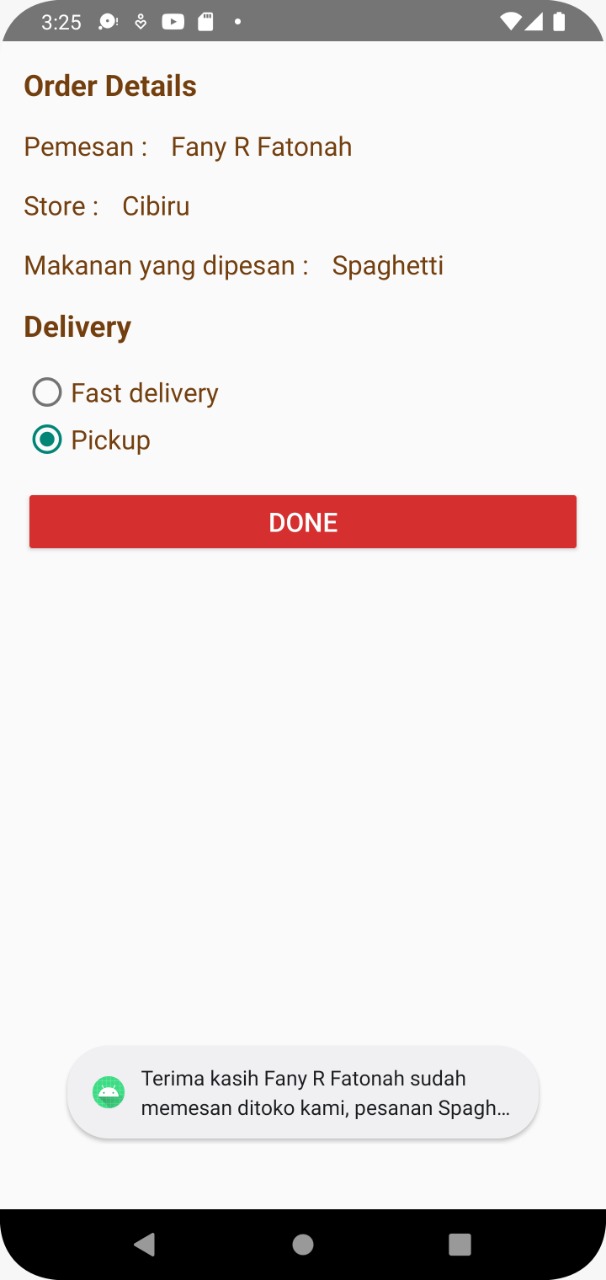 3:25
Order Details
Pemesan : Fany R Fatonah
Store : Cibiru
Makanan yang dipesan : Spaghetti
Delivery
Fast delivery
Pickup
DONE
Terima kasih Fany R Fatonah sudah
memesan ditoko kami, pesanan Spagh...